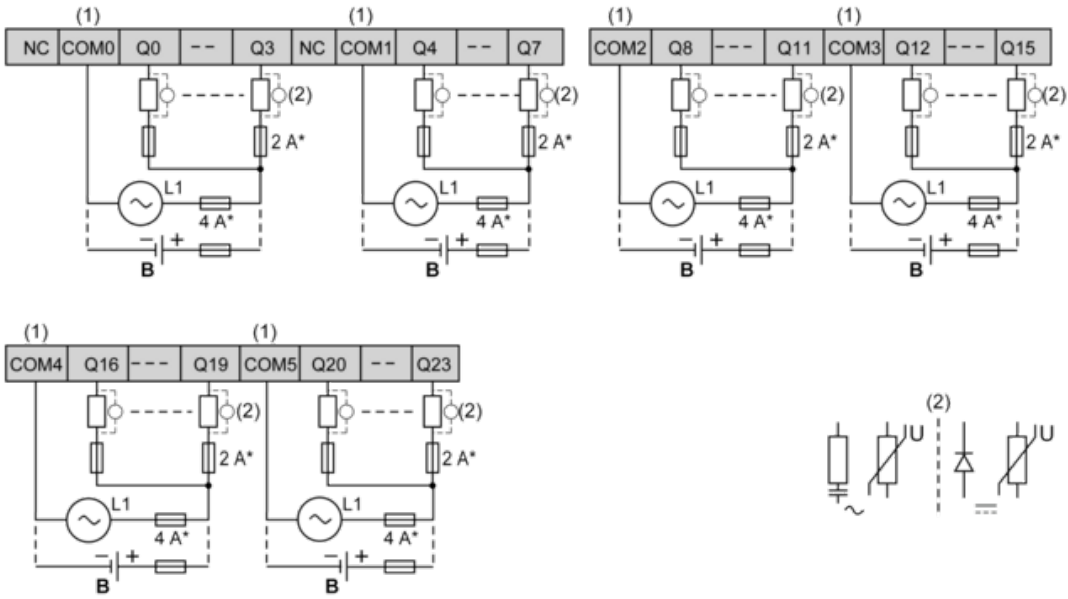 (1) (1) (1) (1)
NC COM0 Q0 -- Q3 NC COM1 Q4 -- Q7 COM2 Q8 --- Q11 COM3 Q12 --- Q15
(2) (2) (2) (2)
2 A* 2 A* 2 A* 2 A*
L1 L1 L1 L1
4 A* 4 A* 4 A* 4 A*
− + − + − + − +
B B B B
(1) (1)
COM4 Q16 --- Q19 COM5 Q20 -- Q23
(2) (2) (2)
U U
2 A* 2 A*
L1 L1
4 A* 4 A*
− + − +
B B